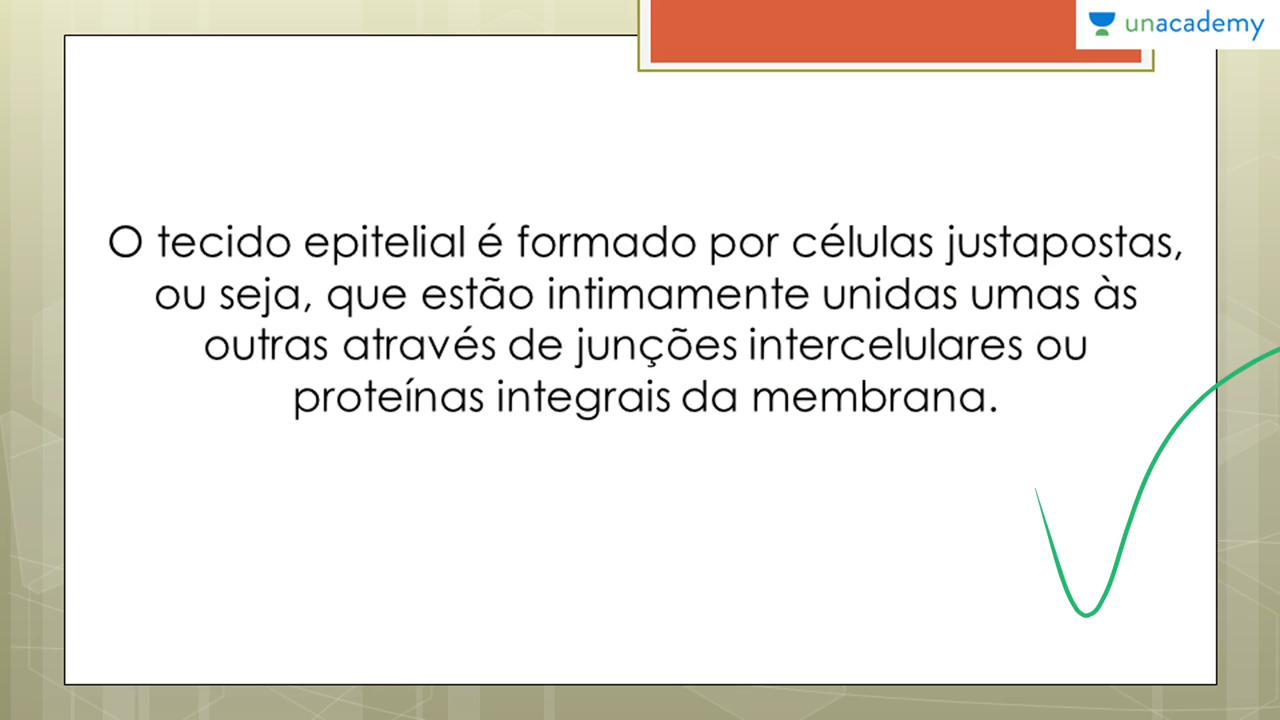 unacademy
O tecido epitelial é formado por células justapostas,
ou seja, que estão intimamente unidas umas às
outras através de junções intercelulares ou
proteínas integrais da membrana.